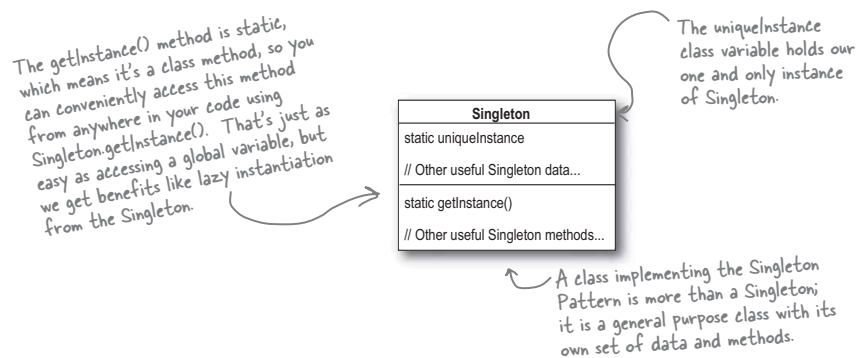 The getInstance() method is static,
which means it's a class method, so you
can conveniently access this method
from anywhere in your code using
Singleton.getInstance(). That's just as
easy as accessing a global variable, but
we get benefits like lazy instantiation
from the Singleton.
The uniqueInstance
class variable holds our
one and only instance
of Singleton.
Singleton
static uniqueInstance
// Other useful Singleton data...
static getInstance()
// Other useful Singleton methods...
A class implementing the Singleton
Pattern is more than a Singleton;
it is a general purpose class with its
own set of data and methods.